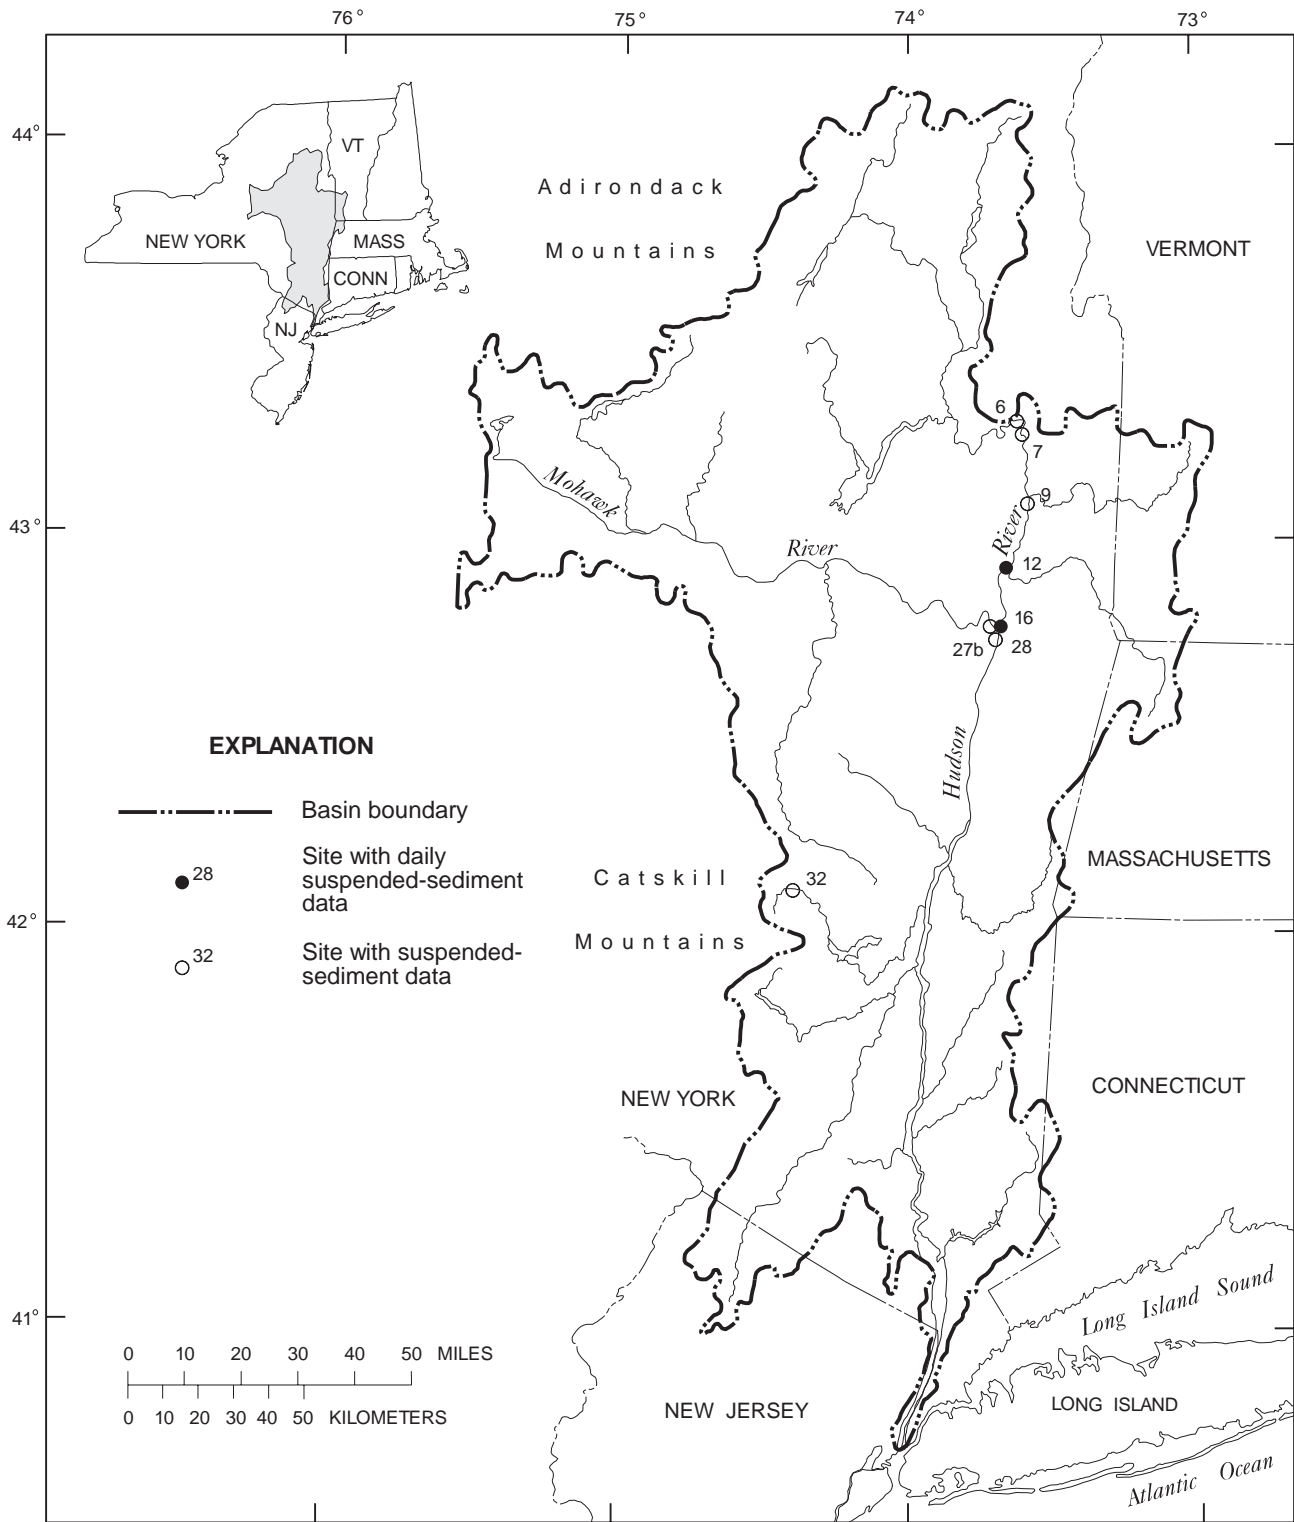 76°
75°
74°
73°
44°
43°
42°
41°
VT
NEW YORK
MASS
CONN
NJ
Adirondack
Mountains
VERMONT
6
7
9
Mohawk
River
River
12
16
27b
28
Hudson
EXPLANATION
Basin boundary
28
Site with daily
suspended-sediment
data
32
Site with suspended-
sediment data
Catskill
Mountains
32
MASSACHUSETTS
NEW YORK
CONNECTICUT
Long Island Sound
LONG ISLAND
NEW JERSEY
Atlantic Ocean
0 10 20 30 40 50 MILES
0 10 20 30 40 50 KILOMETERS